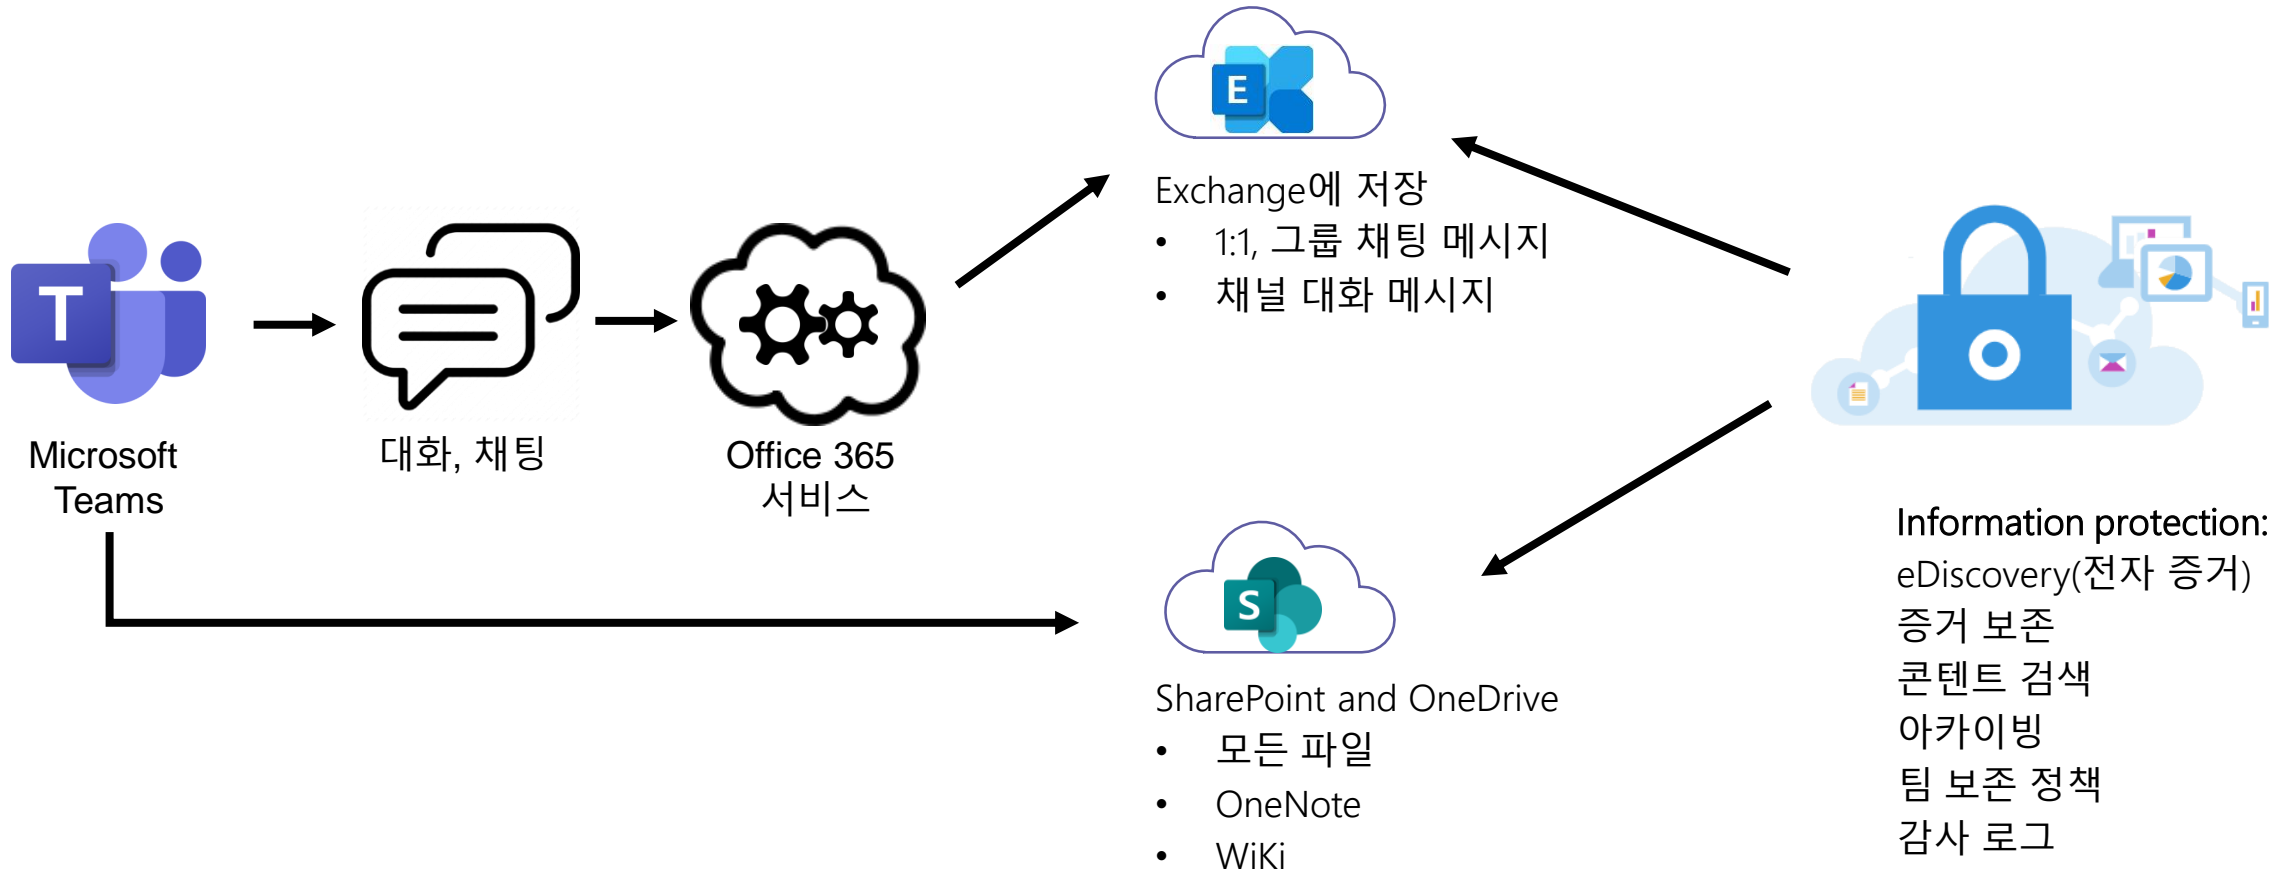 T
Microsoft
Teams
대화, 채팅
Office 365
서비스
E
Exchange에 저장
• 1:1, 그룹 채팅 메시지
• 채널 대화 메시지
S
SharePoint and OneDrive
• 모든 파일
• OneNote
• WiKi
Information protection:
eDiscovery(전자 증거)
증거 보존
콘텐트 검색
아카이빙
팀 보존 정책
감사 로그